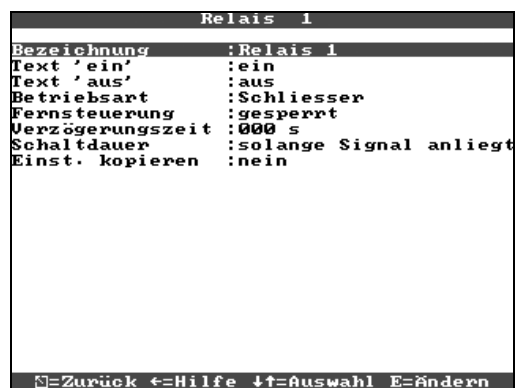 Relais 1
Bezeichnung :Relais 1
Text 'ein' :ein
Text 'aus' :aus
Betriebsart :Schliesser
Fernsteuerung :gesperrt
Verzögerungszeit :000 s
Schaltdauer :solange Signal anliegt
Einst. kopieren :nein
=Zurück ←=Hilfe ↓↑=Auswahl E=Ändern